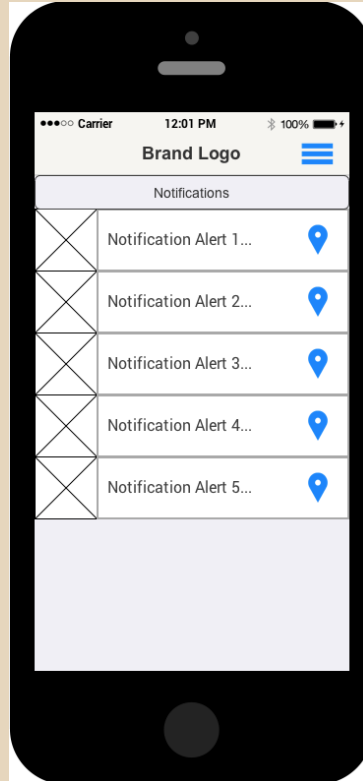 ●●●○○ Carrier 12:01 PM 100%
Brand Logo
Notifications
Notification Alert 1...
Notification Alert 2...
Notification Alert 3...
Notification Alert 4...
Notification Alert 5...